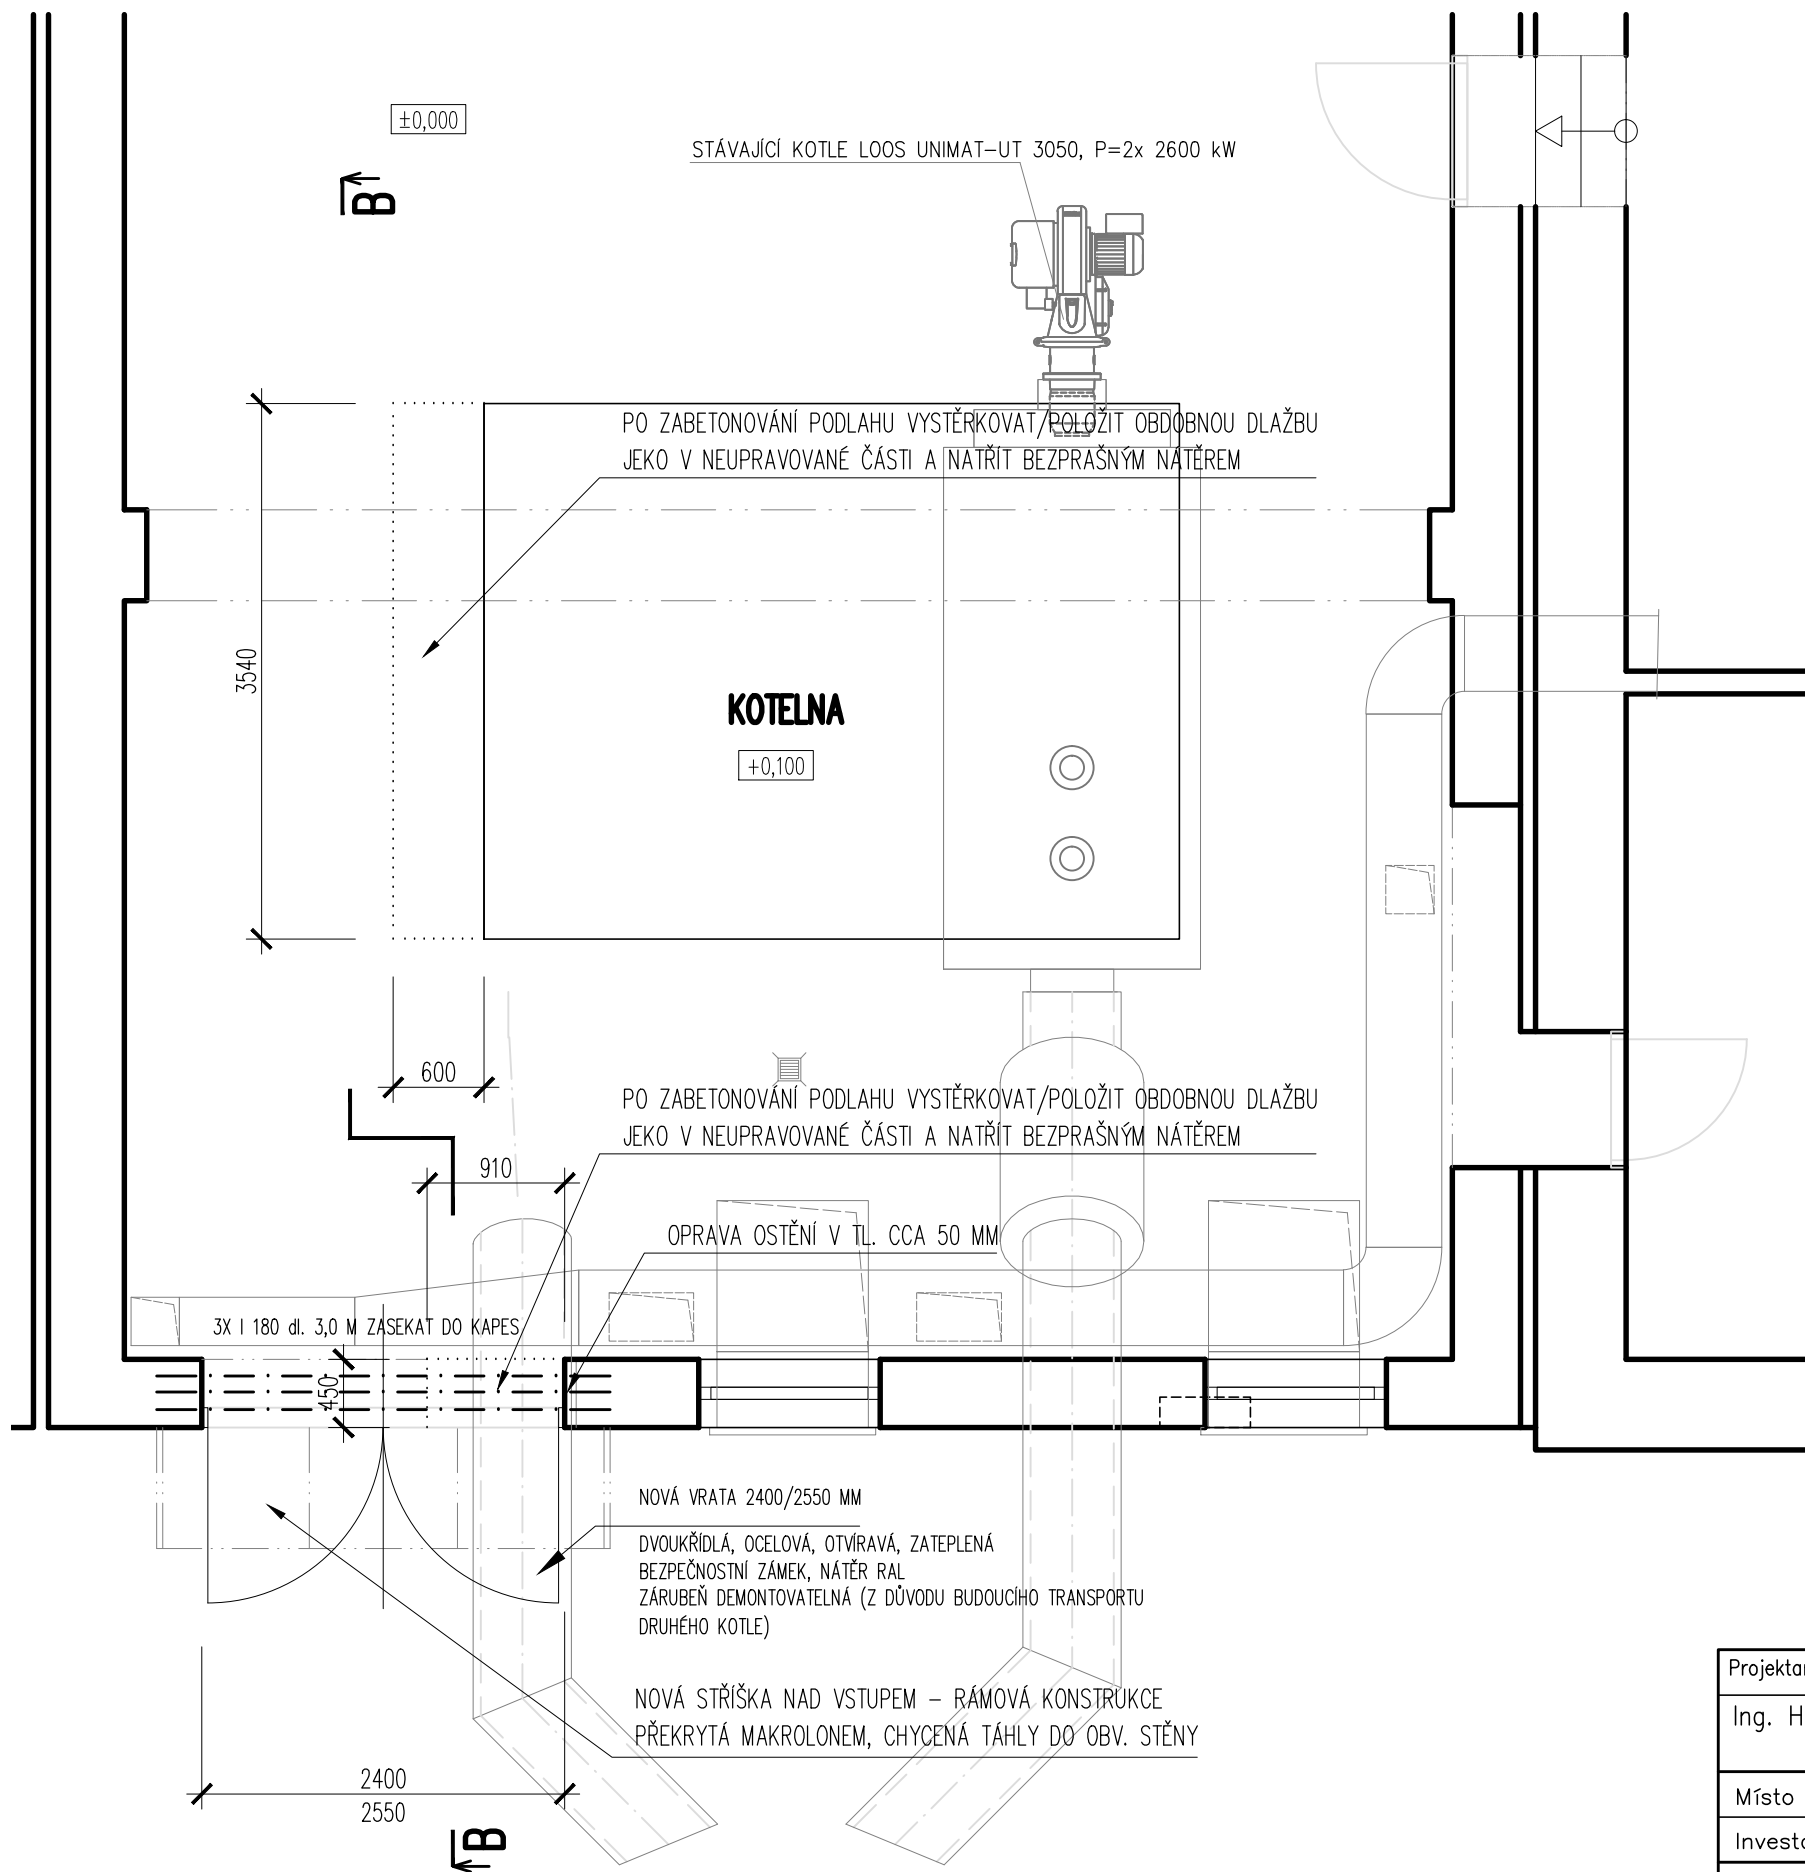 ±0,000
STÁVAJÍCÍ KOTLE LOOS UNIMAT-UT 3050, P=2x 2600 kW
B
PO ZABETONOVÁNÍ PODLAHU VYSTĚRKOVAT/POLOŽIT OBDOBNOU DLAŽBU
JEKO V NEUPRAVOVANÉ ČÁSTI A NATŘÍT BEZPRAŠNÝM NÁTĚREM
3540
KOTELNA
+0,100
600
PO ZABETONOVÁNÍ PODLAHU VYSTĚRKOVAT/POLOŽIT OBDOBNOU DLAŽBU
JEKO V NEUPRAVOVANÉ ČÁSTI A NATŘÍT BEZPRAŠNÝM NÁTĚREM
910
OPRAVA OSTĚNÍ V TL. CCA 50 MM
3X I 180 dl. 3,0 M ZASEKAT DO KAPES
450
NOVÁ VRATA 2400/2550 MM
DVOUKŘÍDLÁ, OCELOVÁ, OTVÍRAVÁ, ZATEPLENÁ
BEZPEČNOSTNÍ ZÁMEK, NÁTĚR RAL
ZÁRUBEŇ DEMONTOVATELNÁ (Z DŮVODU BUDOUCÍHO TRANSPORTU
DRUHÉHO KOTLE)
NOVÁ STŘÍŠKA NAD VSTUPEM – RÁMOVÁ KONSTRUKCE
PŘEKRYTÁ MAKROLONEM, CHYCENÁ TÁHLY DO OBV. STĚNY
2400
2550
B
Projekta
Ing. H
Místo
Invest